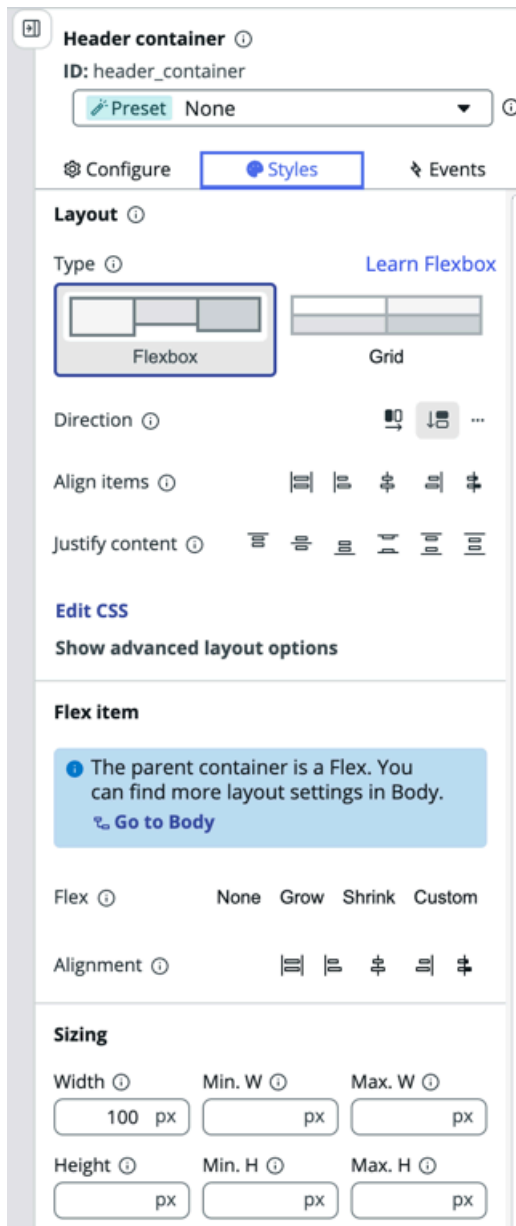 Header container
ID: header_container
Preset None
Configure Styles Events
Layout
Type Learn Flexbox
Flexbox Grid
Direction
Align items
Justify content
Edit CSS
Show advanced layout options
Flex item
The parent container is a Flex. You
can find more layout settings in Body.
Go to Body
Flex None Grow Shrink Custom
Alignment
Sizing
Width Min. W Max. W
100 px px px
Height Min. H Max. H
px px px